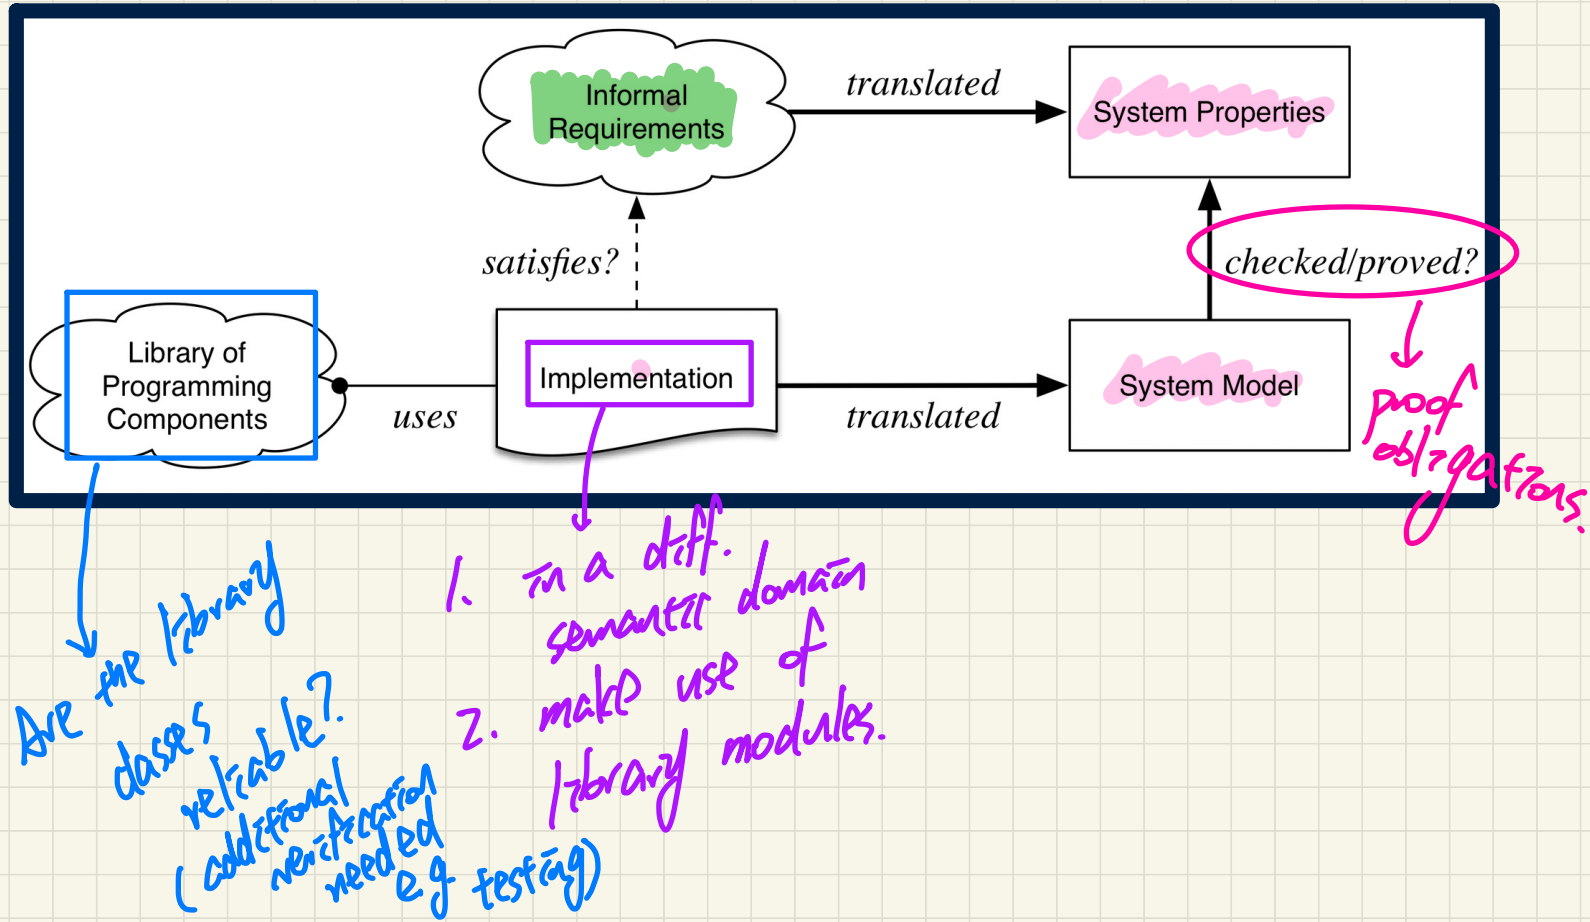 Informal
Requirements
translated
System Properties
satisfies?
checked/proved?
Library of
Programming
Components
uses
Implementation
translated
System Model
proof
obligations.
Are the library
classes
reliable?
(additional
verification
needed
e.g. testing)
1. in a diff.
semantic domain
2. make use of
library modules.